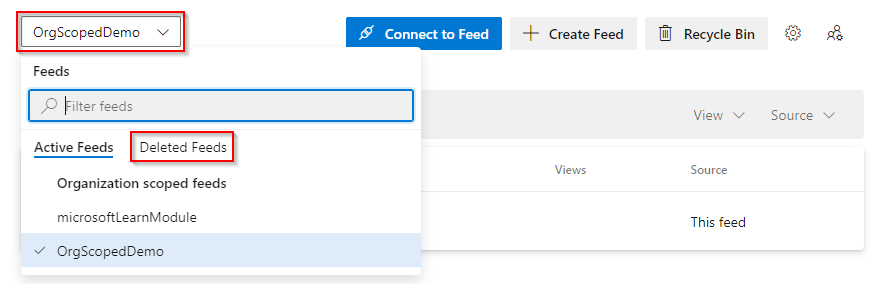 OrgScopedDemo
Connect to Feed
Create Feed
Recycle Bin
Feeds
Filter feeds
View
Source
Active Feeds
Deleted Feeds
Views
Source
Organization scoped feeds
microsoftLearnModule
This feed
OrgScopedDemo